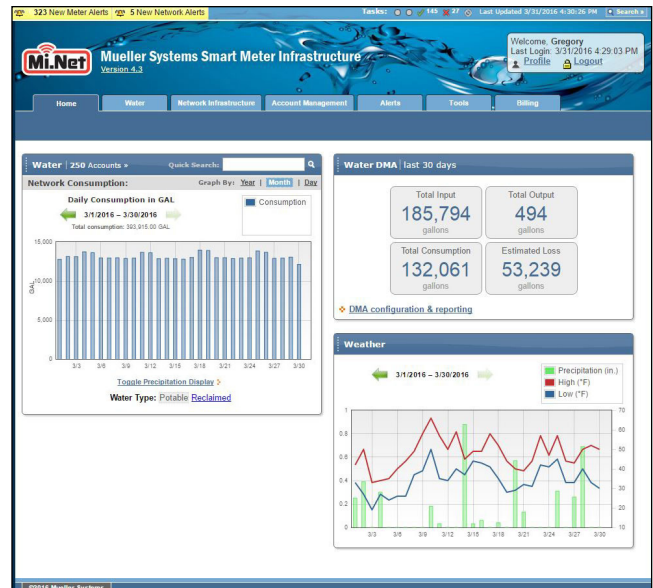 323 New Meter Alerts 5 New Network Alerts Tasks: 145 27 Last Updated 3/31/2016 4:30:26 PM Search »
Mi.Net
Mueller Systems Smart Meter Infrastructure
Version 4.3
Welcome, Gregory
Last Login: 3/31/2016 4:29:03 PM
Profile Logout
Home Water Network Infrastructure Account Management Alerts Tools Billing
Water | 250 Accounts » Quick Search:
Network Consumption: Graph By: Year | Month | Day
Daily Consumption in GAL
3/1/2016 – 3/30/2016
Total consumption: 393,915.00 GAL
Consumption
15,000
10,000
5,000
0
GAL
3/3 3/6 3/9 3/12 3/15 3/18 3/21 3/24 3/27 3/30
Toggle Precipitation Display
Water Type: Potable Reclaimed
Water DMA | last 30 days
Total Input
185,794
gallons
Total Output
494
gallons
Total Consumption
132,061
gallons
Estimated Loss
53,239
gallons
DMA configuration & reporting
Weather
3/1/2016 – 3/30/2016
Precipitation (in.)
High (°F)
Low (°F)
1 70
0.8 60
0.6 50
0.4 40
0.2 30
20
0 10
3/3 3/6 3/9 3/12 3/15 3/18 3/21 3/24 3/27 3/30
©2016 Mueller Systems